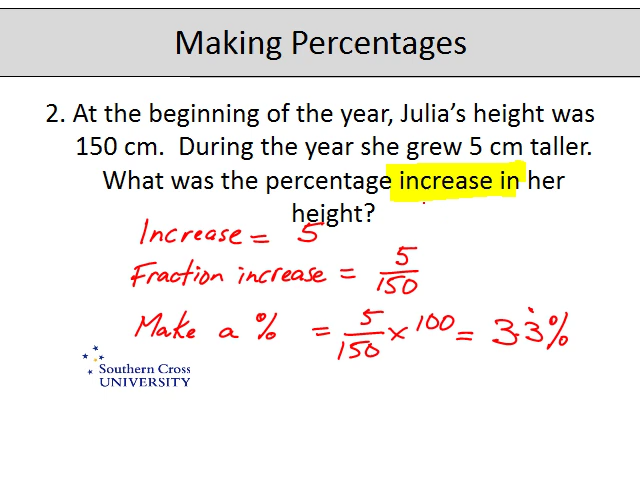 Making Percentages
2. At the beginning of the year, Julia's height was
150 cm. During the year she grew 5 cm taller.
What was the percentage increase in her
height?
Increase = 5
Fraction increase = 5/150
Make a % = 5/150 × 100 = 3.3̇%
Southern Cross
UNIVERSITY